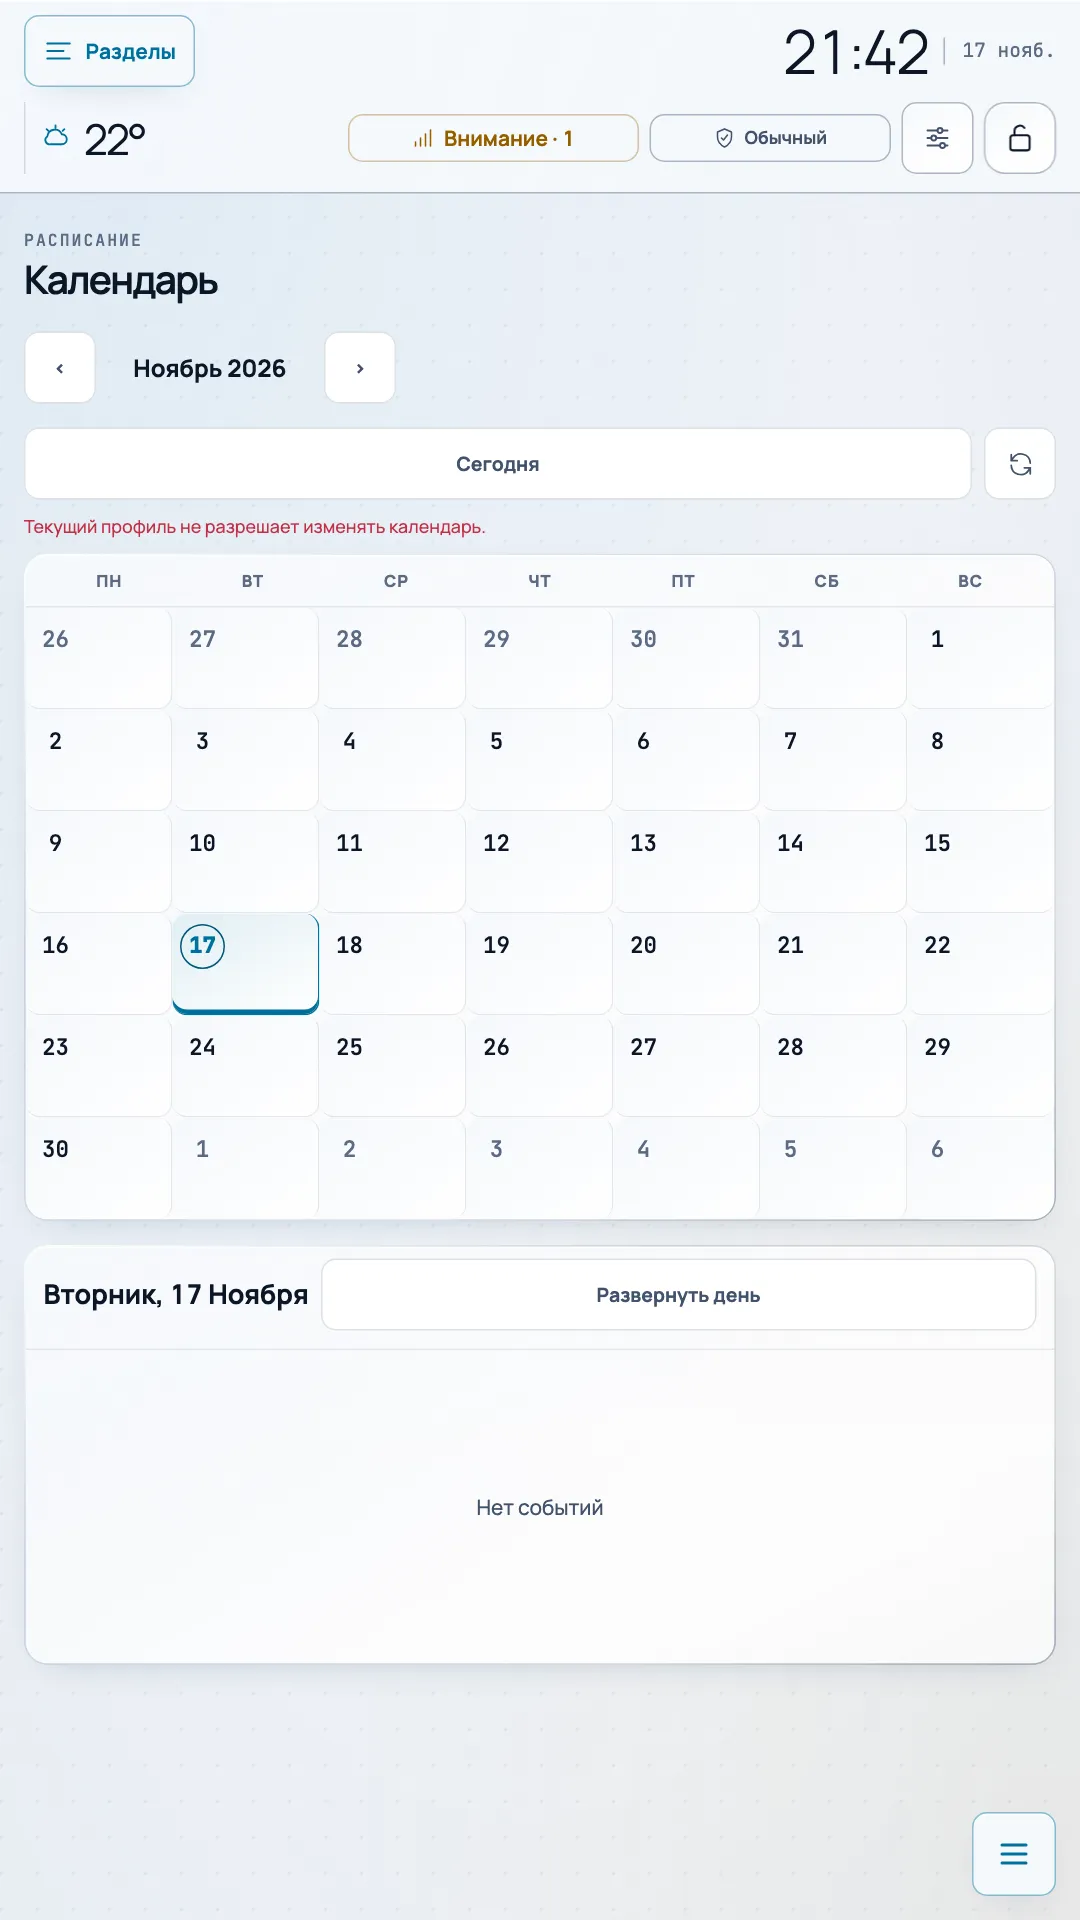 Разделы
21:42
17 нояб.
22°
Внимание · 1
Обычный
РАСПИСАНИЕ
Календарь
‹
Ноябрь 2026
›
Сегодня
Текущий профиль не разрешает изменять календарь.
ПН ВТ СР ЧТ ПТ СБ ВС
26 27 28 29 30 31 1
2 3 4 5 6 7 8
9 10 11 12 13 14 15
16 17 18 19 20 21 22
23 24 25 26 27 28 29
30 1 2 3 4 5 6
Вторник, 17 Ноября
Развернуть день
Нет событий